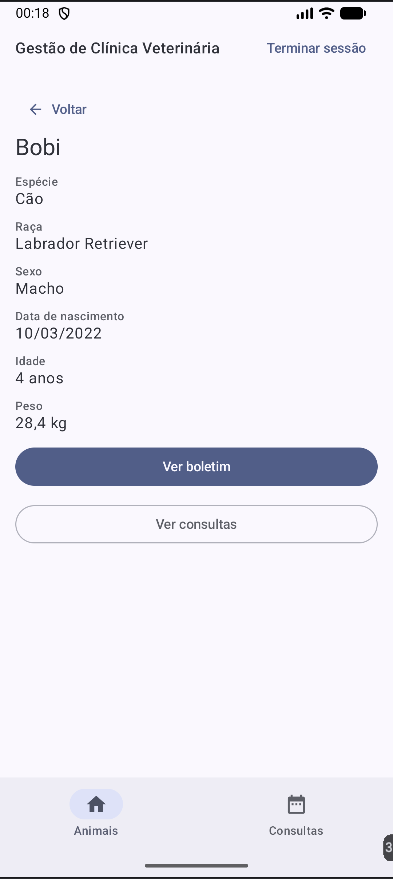 00:18
Gestão de Clínica Veterinária
Terminar sessão
Voltar
Bobi
Espécie
Cão
Raça
Labrador Retriever
Sexo
Macho
Data de nascimento
10/03/2022
Idade
4 anos
Peso
28,4 kg
Ver boletim
Ver consultas
Animais
Consultas
3